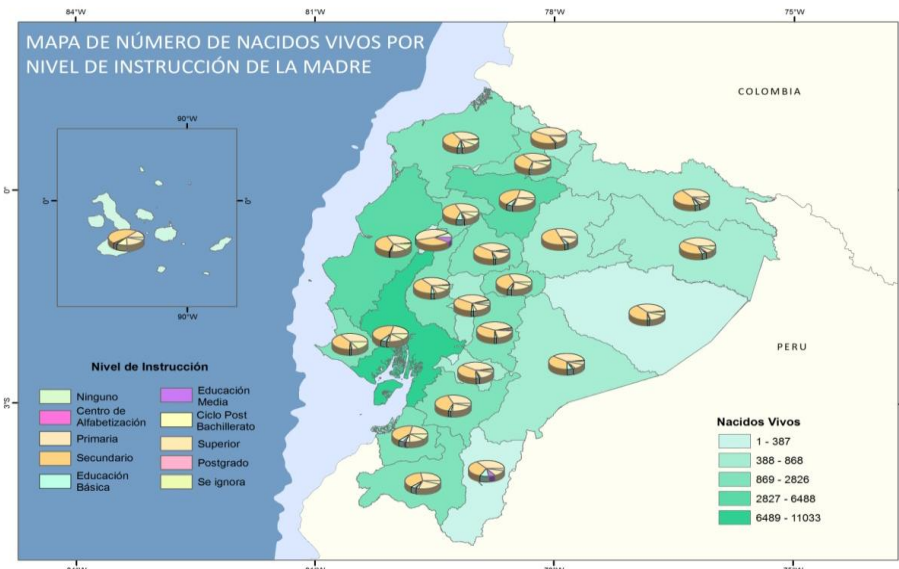 84°W
81°W
78°W
75°W
MAPA DE NÚMERO DE NACIDOS VIVOS POR
NIVEL DE INSTRUCCIÓN DE LA MADRE
COLOMBIA
90°W
0°
0°
0°
90°W
PERU
3°S
Nivel de Instrucción
Ninguno
Centro de
Alfabetización
Primaria
Secundario
Educación
Básica
Educación
Media
Ciclo Post
Bachillerato
Superior
Postgrado
Se ignora
Nacidos Vivos
1 - 387
388 - 868
869 - 2826
2827 - 6488
6489 - 11033